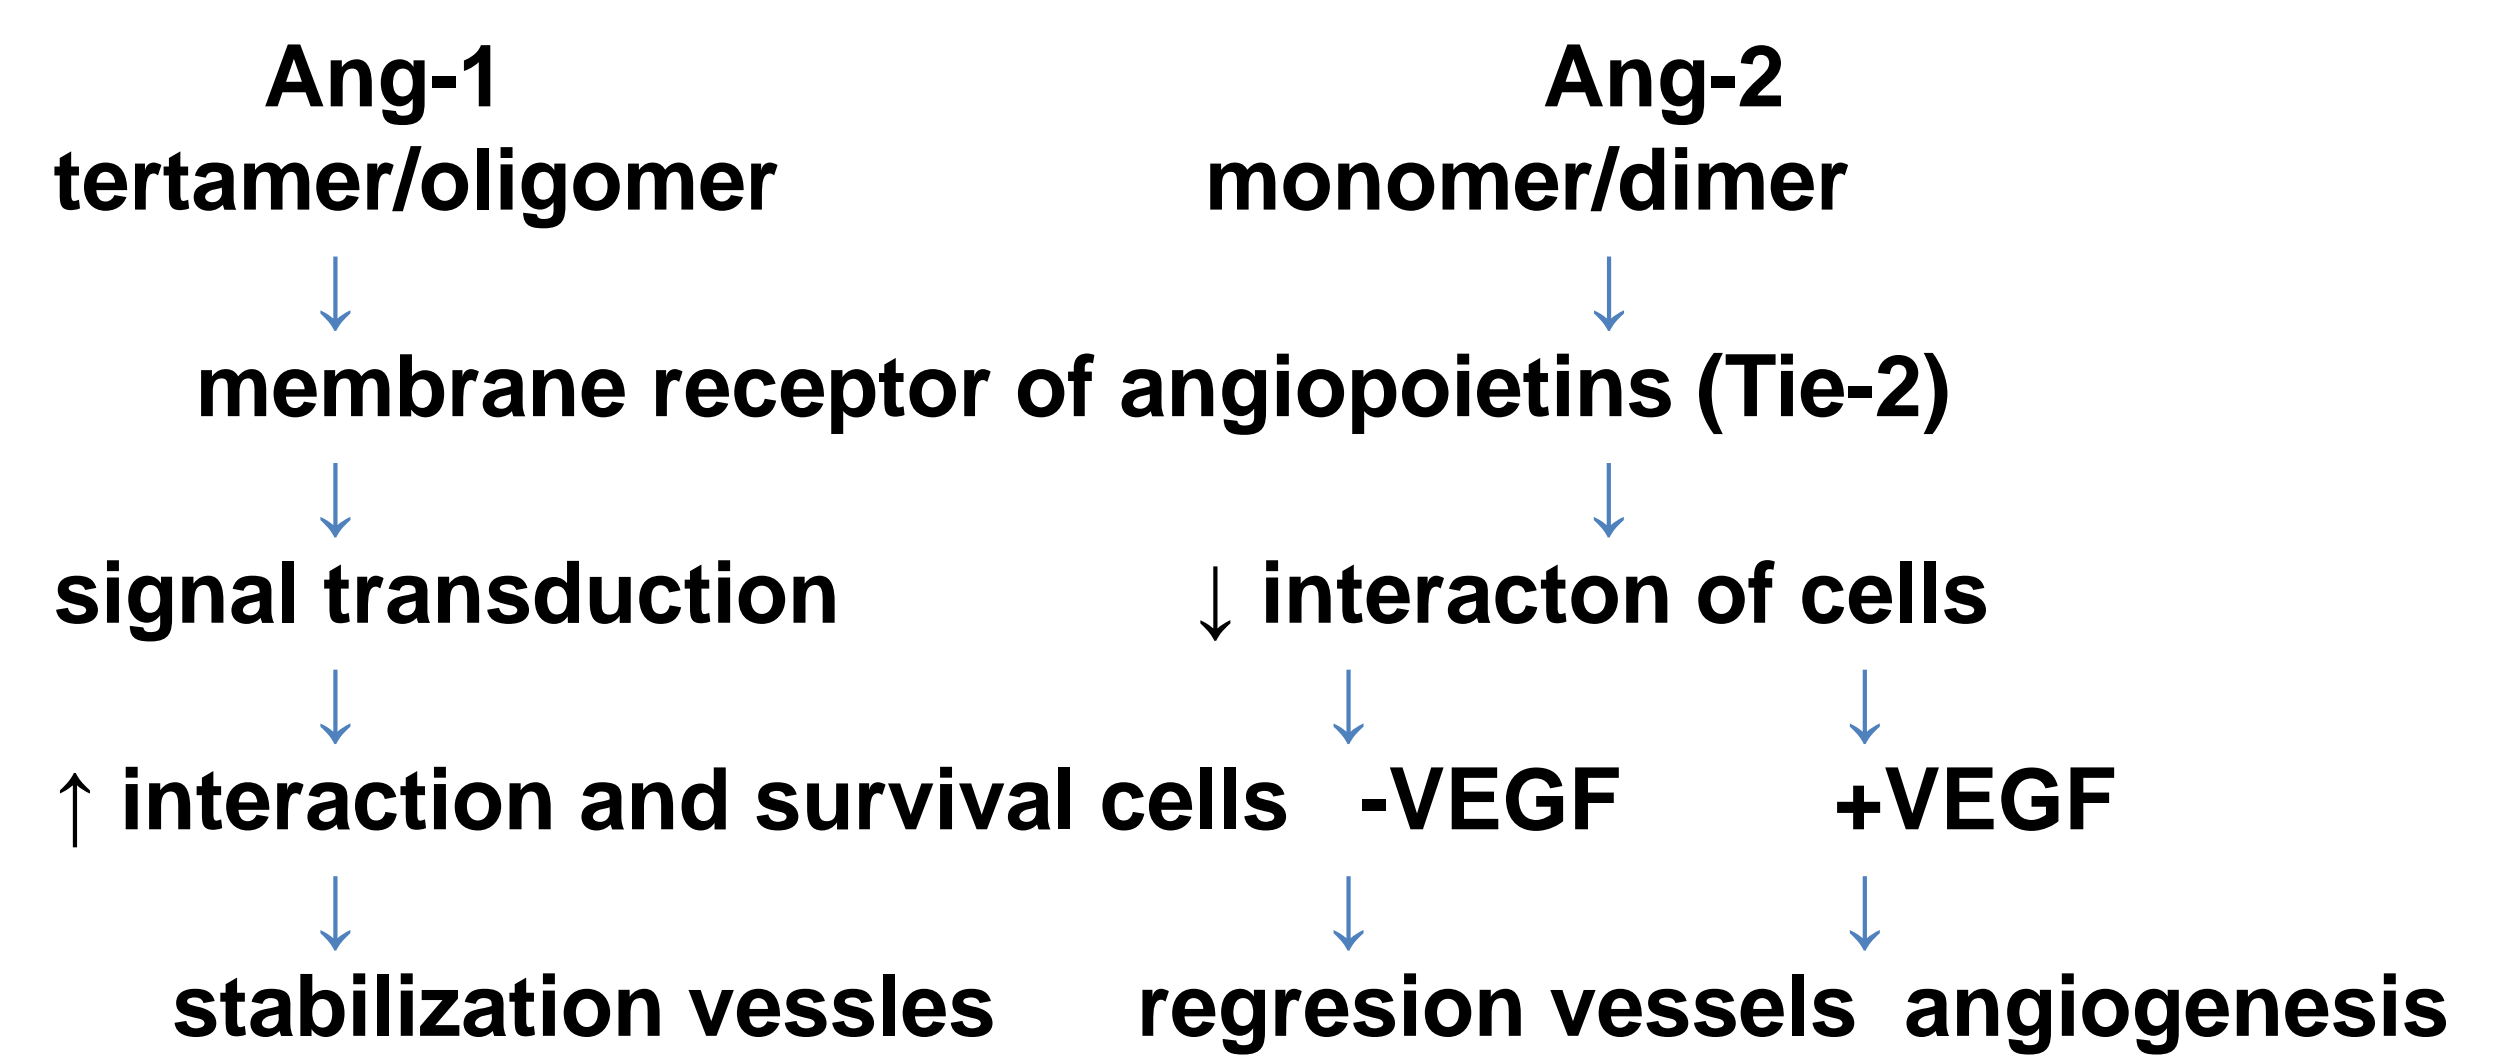 Ang-1 Ang-2
tertamer/oligomer monomer/dimer
↓ ↓
membrane receptor of angiopoietins (Tie-2)
↓ ↓
signal transduction ↓ interacton of cells
↓ ↓ ↓
↑ interaction and survival cells -VEGF +VEGF
↓ ↓ ↓
stabilization vessles regresion vessels angiogenesis